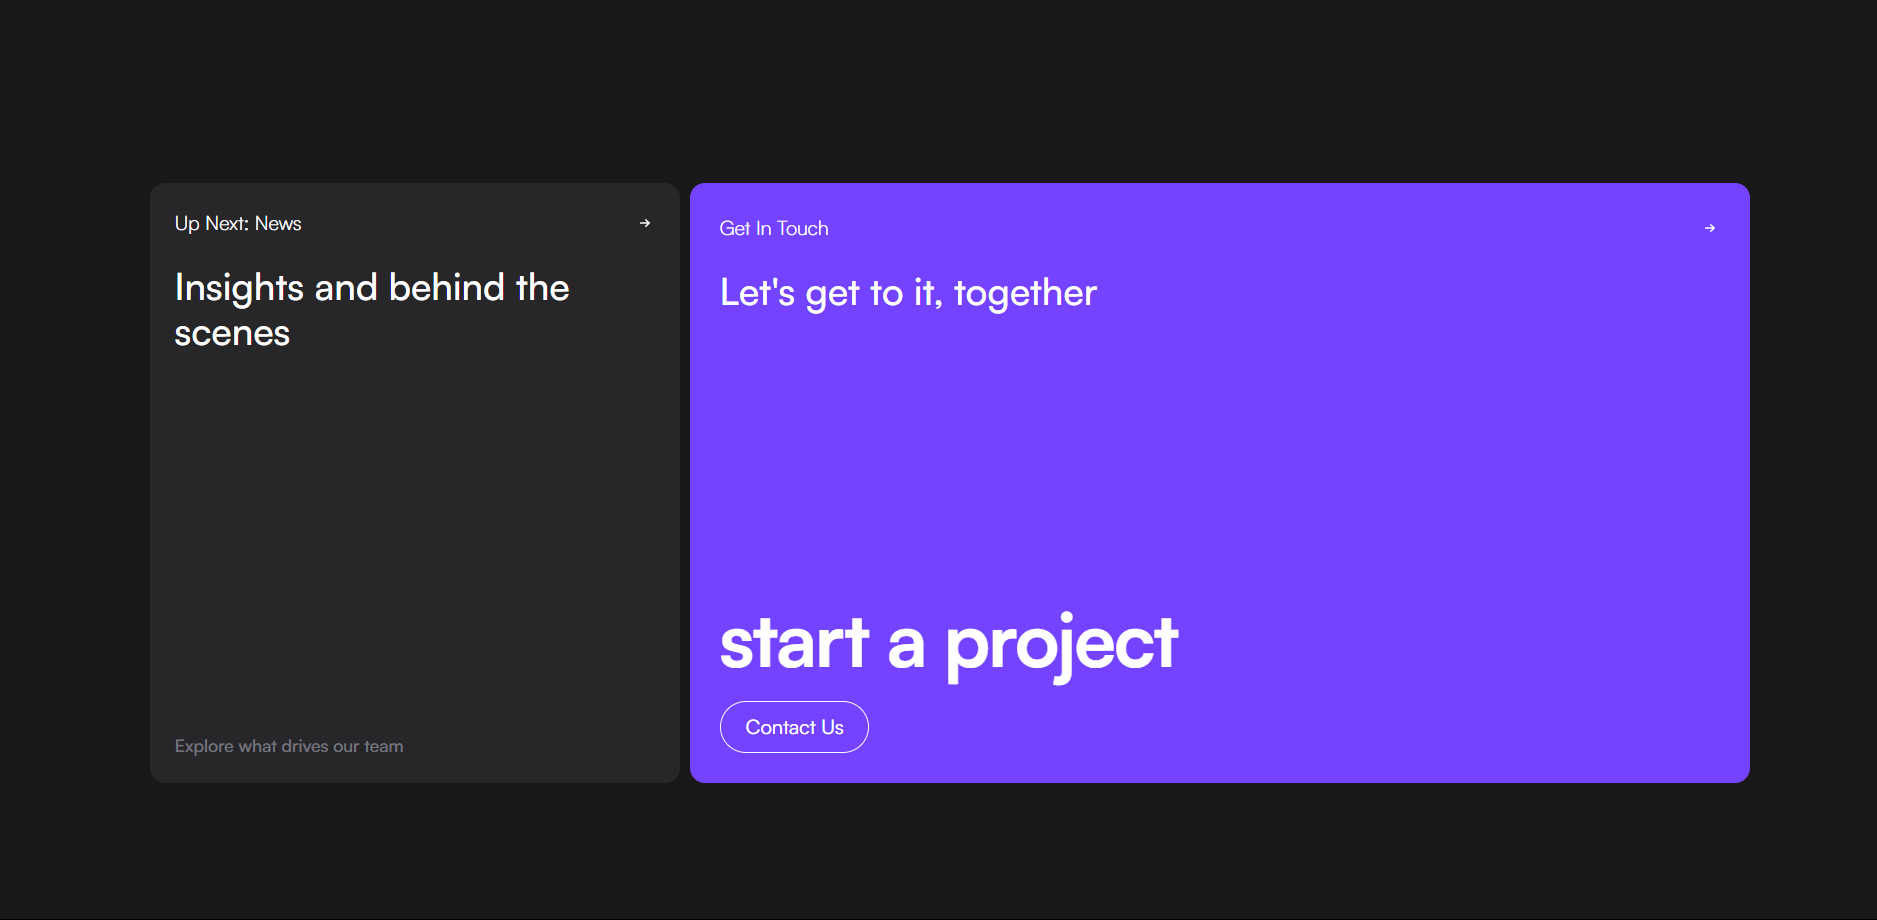 Up Next: News
Insights and behind the
scenes
Explore what drives our team
Get In Touch
Let's get to it, together
start a project
Contact Us